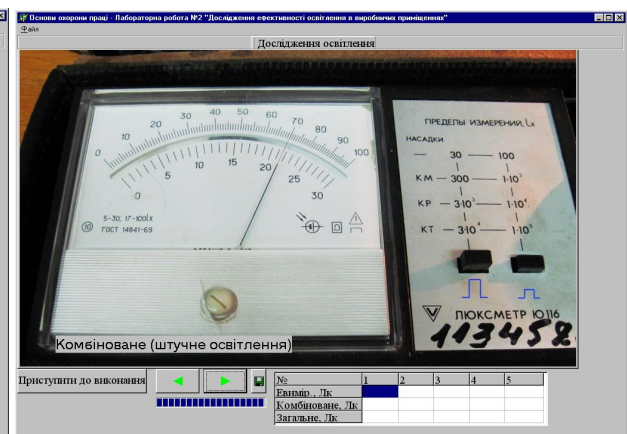 Основи охорони праці - Лабораторна робота №2 "Дослідження ефективності освітлення в виробничих приміщеннях"
Файл
Дослідження освітлення
0 10 20 30 40 50 60 70 80 90 100
0 5 10 15 20 25 30
10 5-30; 17-100Lx
ГОСТ 14841-69
ПРЕДЕЛЫ ИЗМЕРЕНИЙ, Lx
НАСАДКИ
— 30 — 100
КМ — 300 — 1·10³
КР — 3·10³ — 1·10⁴
КТ — 3·10⁴ — 1·10⁵
ЛЮКСМЕТР Ю116
113458
Комбіноване (штучне освітлення)
Приступити до виконання
№ 1 2 3 4 5
Евимір., Лк
Комбіноване, Лк
Загальне, Лк